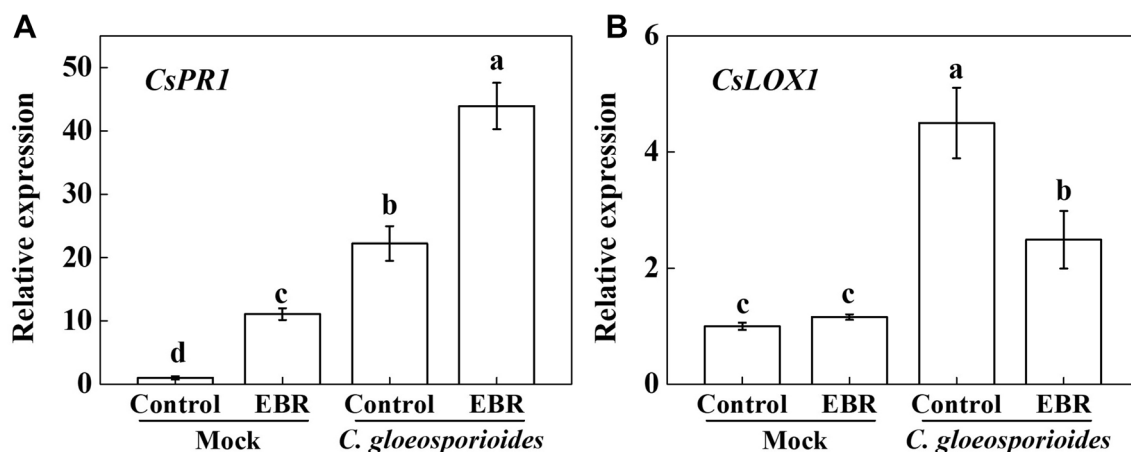 A
CsPR1
Relative expression
50
40
30
20
10
0
d
c
b
a
Control EBR Control EBR
Mock C. gloeosporioides
B
CsLOX1
Relative expression
6
4
2
0
c
c
a
b
Control EBR Control EBR
Mock C. gloeosporioides